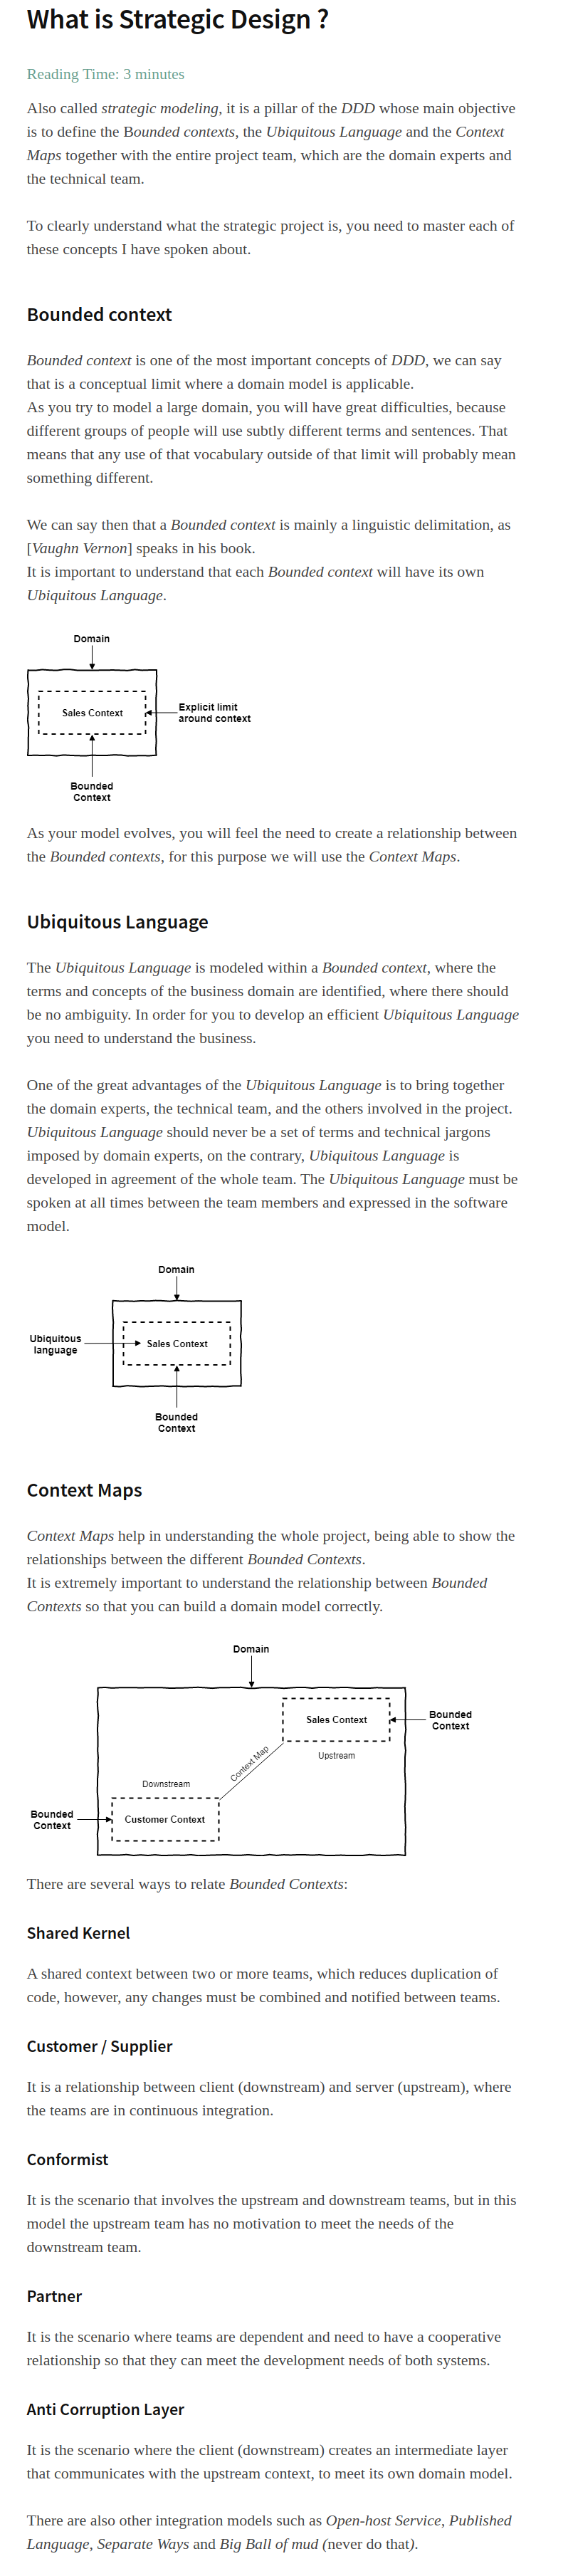 What is Strategic Design ?
Reading Time: 3 minutes
Also called strategic modeling, it is a pillar of the DDD whose main objective
is to define the Bounded contexts, the Ubiquitous Language and the Context
Maps together with the entire project team, which are the domain experts and
the technical team.
To clearly understand what the strategic project is, you need to master each of
these concepts I have spoken about.
Bounded context
Bounded context is one of the most important concepts of DDD, we can say
that is a conceptual limit where a domain model is applicable.
As you try to model a large domain, you will have great difficulties, because
different groups of people will use subtly different terms and sentences. That
means that any use of that vocabulary outside of that limit will probably mean
something different.
We can say then that a Bounded context is mainly a linguistic delimitation, as
[Vaughn Vernon] speaks in his book.
It is important to understand that each Bounded context will have its own
Ubiquitous Language.
Domain
Sales Context
Explicit limit
around context
Bounded
Context
As your model evolves, you will feel the need to create a relationship between
the Bounded contexts, for this purpose we will use the Context Maps.
Ubiquitous Language
The Ubiquitous Language is modeled within a Bounded context, where the
terms and concepts of the business domain are identified, where there should
be no ambiguity. In order for you to develop an efficient Ubiquitous Language
you need to understand the business.
One of the great advantages of the Ubiquitous Language is to bring together
the domain experts, the technical team, and the others involved in the project.
Ubiquitous Language should never be a set of terms and technical jargons
imposed by domain experts, on the contrary, Ubiquitous Language is
developed in agreement of the whole team. The Ubiquitous Language must be
spoken at all times between the team members and expressed in the software
model.
Domain
Ubiquitous
language
Sales Context
Bounded
Context
Context Maps
Context Maps help in understanding the whole project, being able to show the
relationships between the different Bounded Contexts.
It is extremely important to understand the relationship between Bounded
Contexts so that you can build a domain model correctly.
Domain
Sales Context
Bounded
Context
Upstream
Context Map
Downstream
Bounded
Context
Customer Context
There are several ways to relate Bounded Contexts:
Shared Kernel
A shared context between two or more teams, which reduces duplication of
code, however, any changes must be combined and notified between teams.
Customer / Supplier
It is a relationship between client (downstream) and server (upstream), where
the teams are in continuous integration.
Conformist
It is the scenario that involves the upstream and downstream teams, but in this
model the upstream team has no motivation to meet the needs of the
downstream team.
Partner
It is the scenario where teams are dependent and need to have a cooperative
relationship so that they can meet the development needs of both systems.
Anti Corruption Layer
It is the scenario where the client (downstream) creates an intermediate layer
that communicates with the upstream context, to meet its own domain model.
There are also other integration models such as Open-host Service, Published
Language, Separate Ways and Big Ball of mud (never do that).